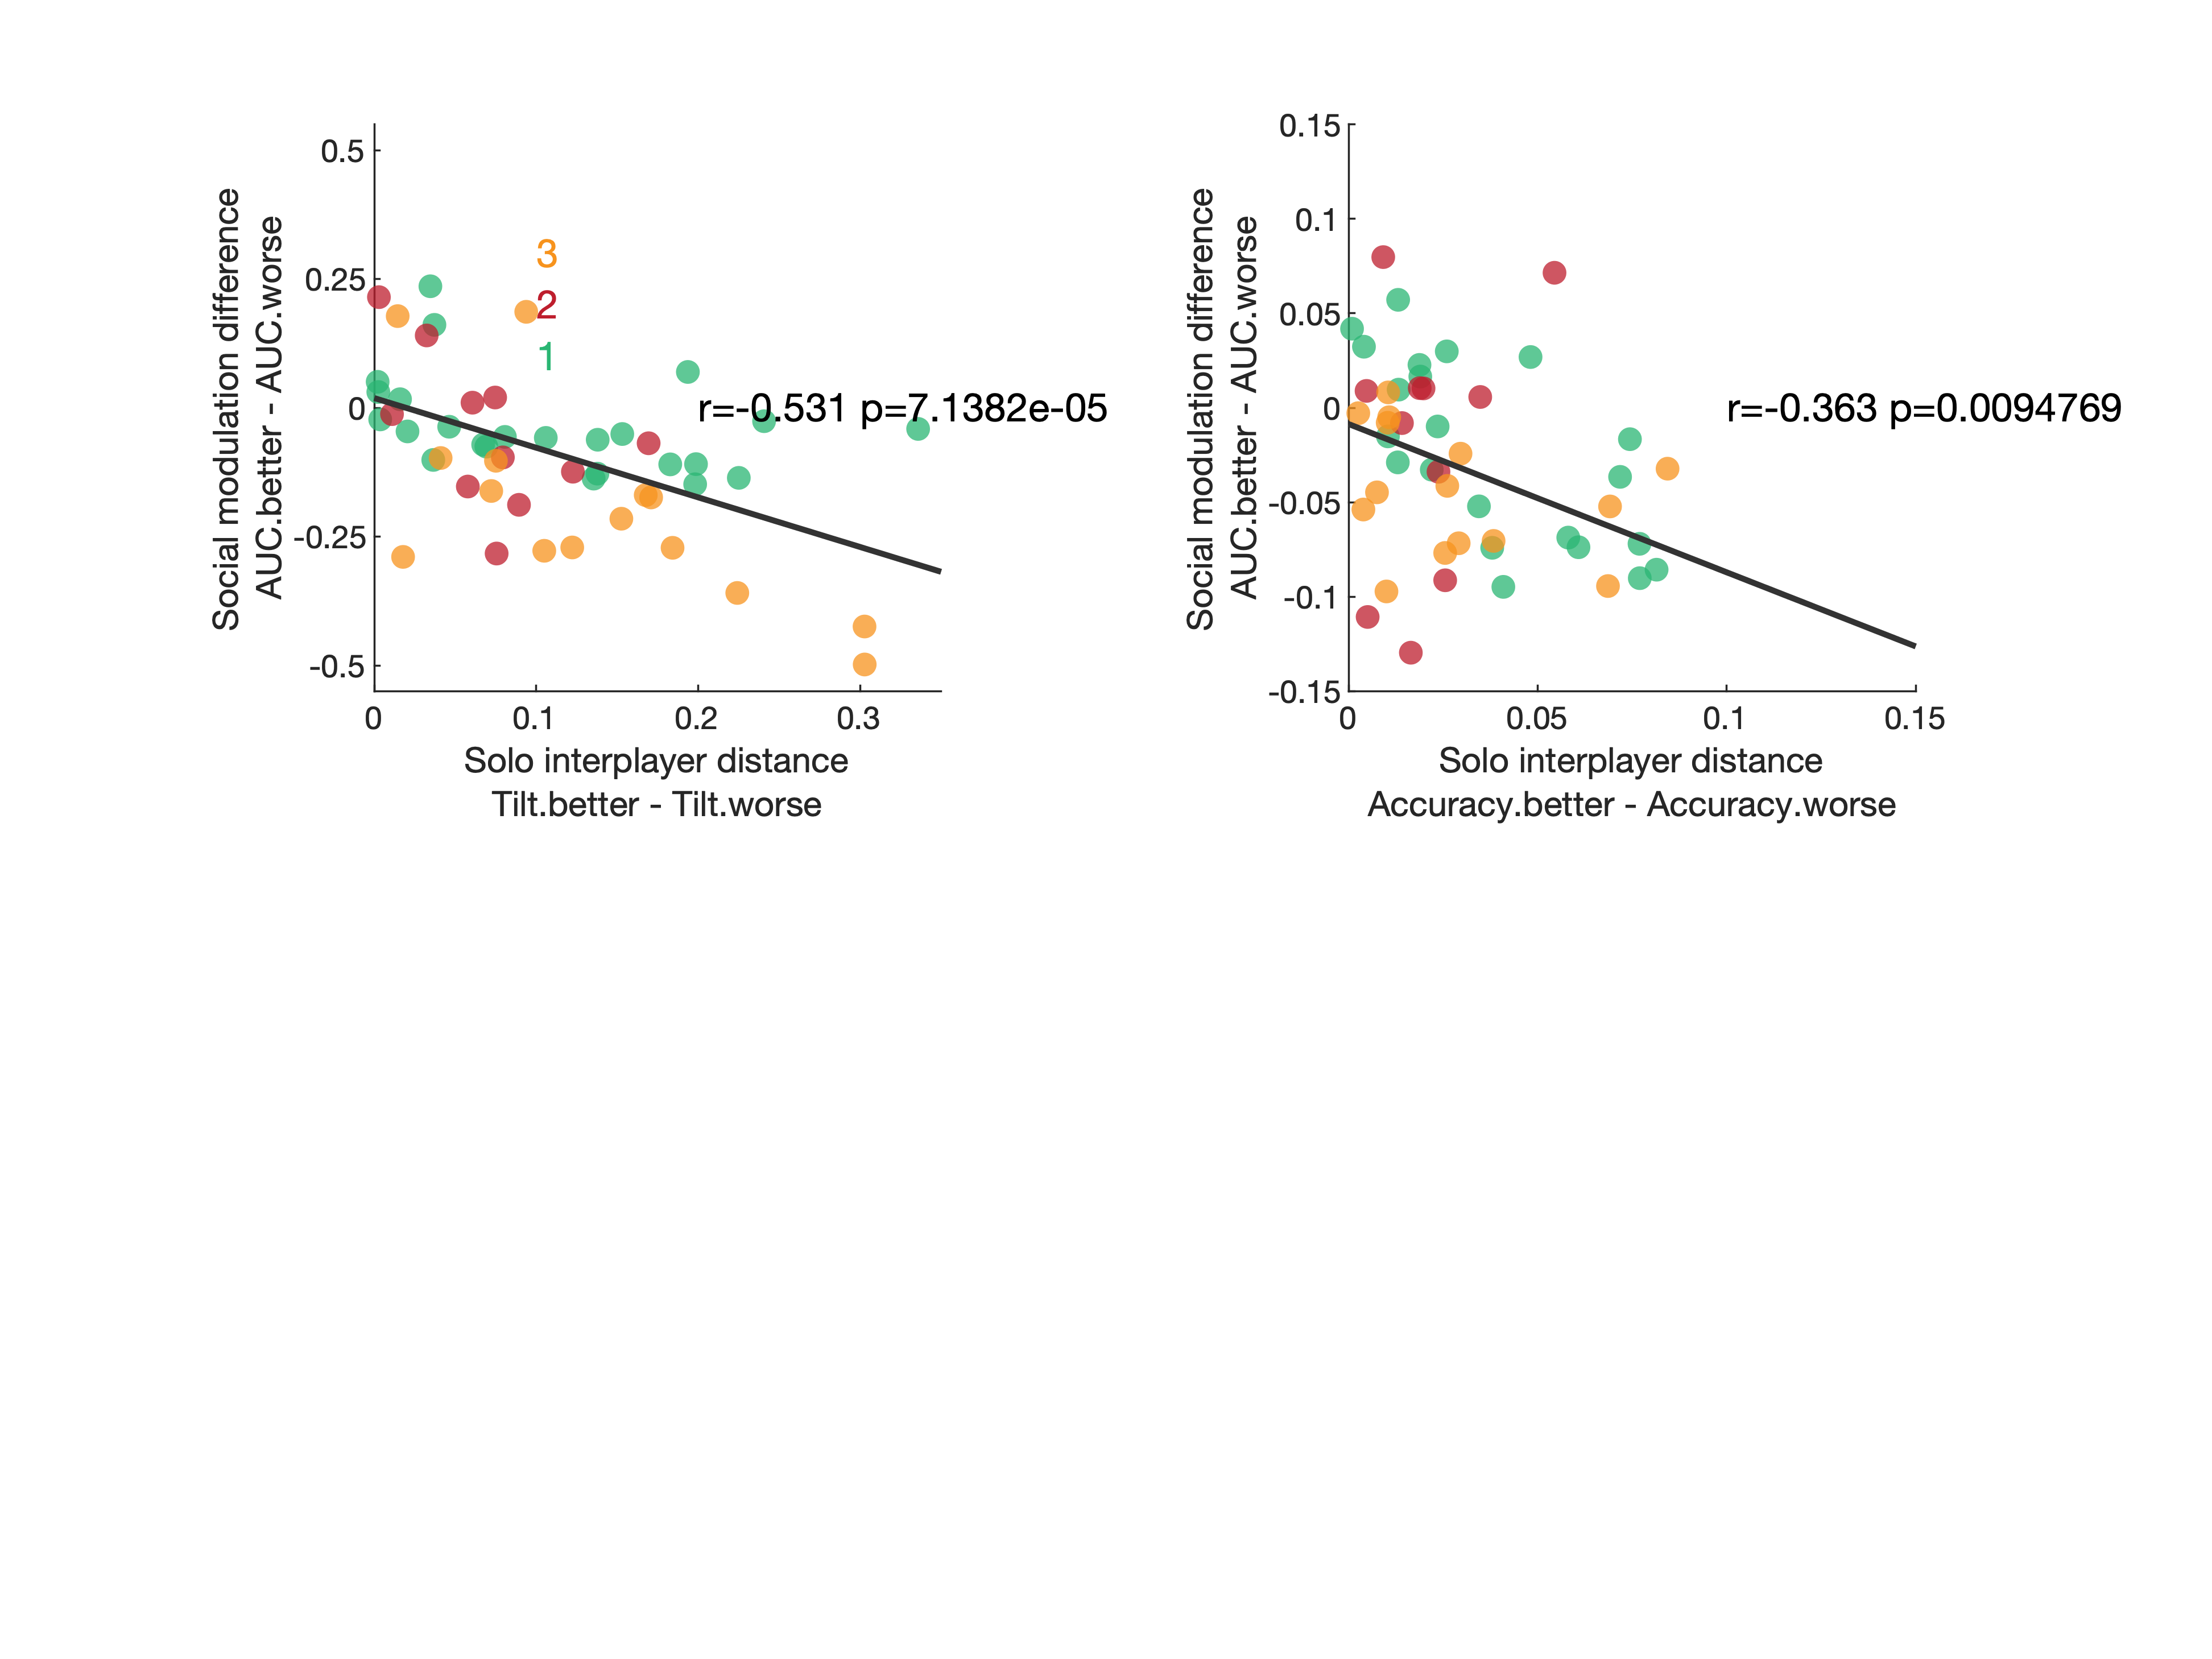 Social modulation difference
AUC.better - AUC.worse
0.5
0.25
0
-0.25
-0.5
3
2
1
r=-0.531 p=7.1382e-05
0
0.1
0.2
0.3
Solo interplayer distance
Tilt.better - Tilt.worse
Social modulation difference
AUC.better - AUC.worse
0.15
0.1
0.05
0
-0.05
-0.1
-0.15
r=-0.363 p=0.0094769
0
0.05
0.1
0.15
Solo interplayer distance
Accuracy.better - Accuracy.worse